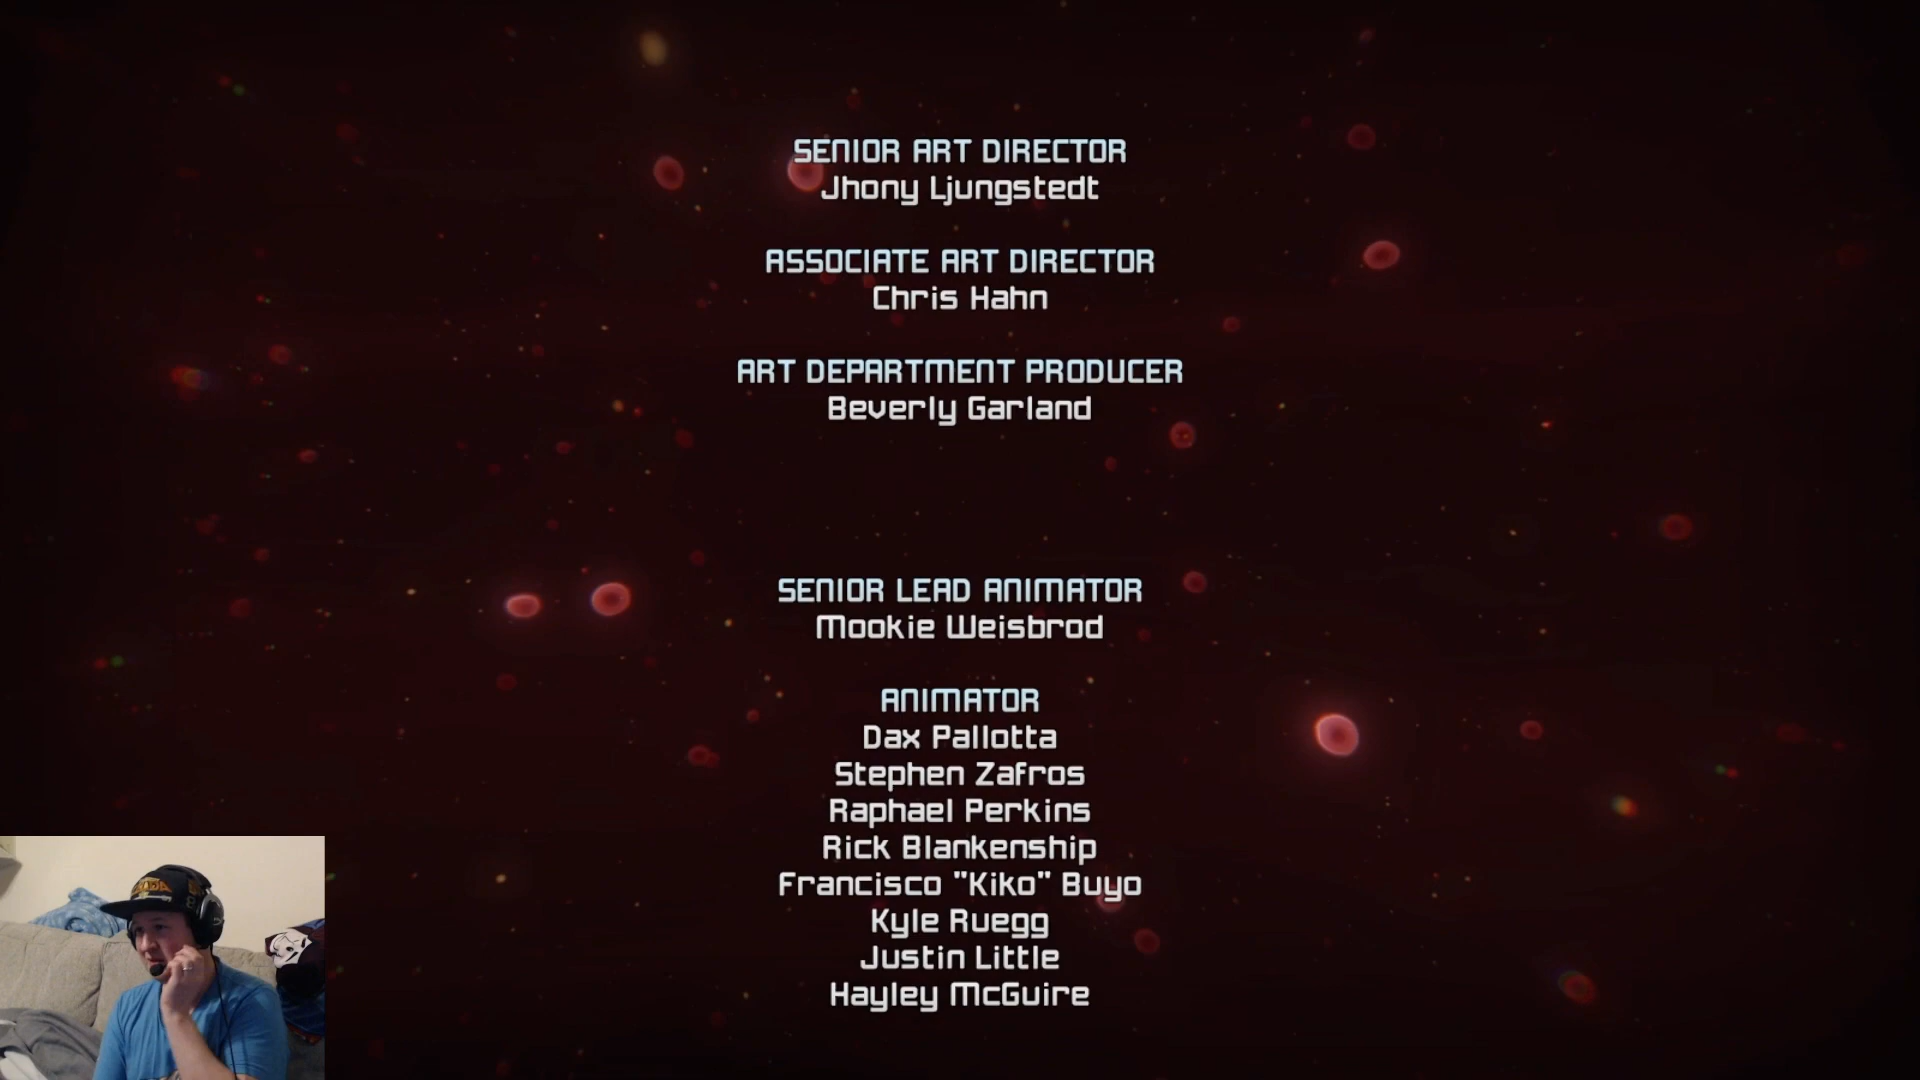 SENIOR ART DIRECTOR
Jhony Ljungstedt
ASSOCIATE ART DIRECTOR
Chris Hahn
ART DEPARTMENT PRODUCER
Beverly Garland
SENIOR LEAD ANIMATOR
Mookie Weisbrod
ANIMATOR
Dax Pallotta
Stephen Zafros
Raphael Perkins
Rick Blankenship
Francisco "Kiko" Buyo
Kyle Ruegg
Justin Little
Hayley McGuire